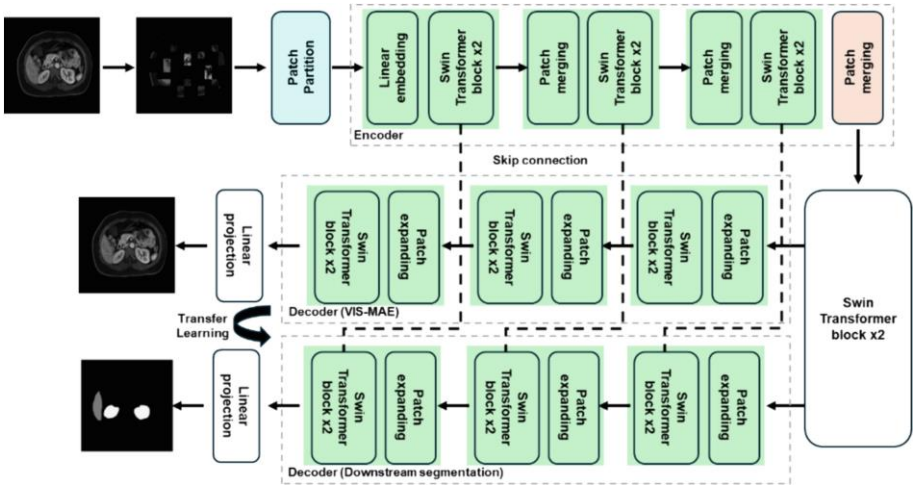 Patch
Partition
Linear
embedding
Swin
Transformer
block x2
Patch
merging
Swin
Transformer
block x2
Patch
merging
Swin
Transformer
block x2
Patch
merging
Encoder
Skip connection
Linear
projection
Swin
Transformer
block x2
Patch
expanding
Swin
Transformer
block x2
Patch
expanding
Swin
Transformer
block x2
Patch
expanding
Decoder (VIS-MAE)
Swin
Transformer
block x2
Transfer
Learning
Linear
projection
Swin
Transformer
block x2
Patch
expanding
Swin
Transformer
block x2
Patch
expanding
Swin
Transformer
block x2
Patch
expanding
Decoder (Downstream segmentation)